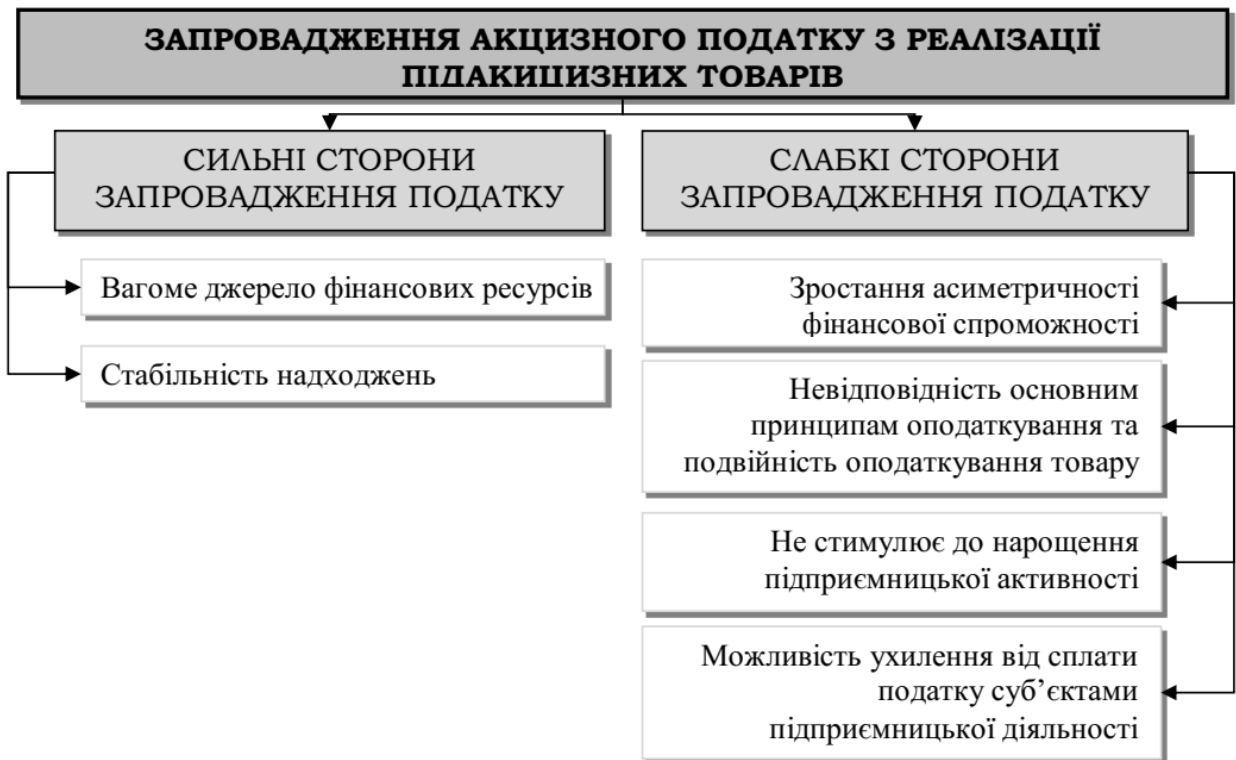 ЗАПРОВАДЖЕННЯ АКЦИЗНОГО ПОДАТКУ З РЕАЛІЗАЦІЇ
ПІДАКИЦИЗНИХ ТОВАРІВ
СИЛЬНІ СТОРОНИ
ЗАПРОВАДЖЕННЯ ПОДАТКУ
Вагоме джерело фінансових ресурсів
Стабільність надходжень
СЛАБКІ СТОРОНИ
ЗАПРОВАДЖЕННЯ ПОДАТКУ
Зростання асиметричності
фінансової спроможності
Невідповідність основним
принципам оподаткування та
подвійність оподаткування товару
Не стимулює до нарощення
підприємницької активності
Можливість ухилення від сплати
податку суб’єктами
підприємницької діяльності